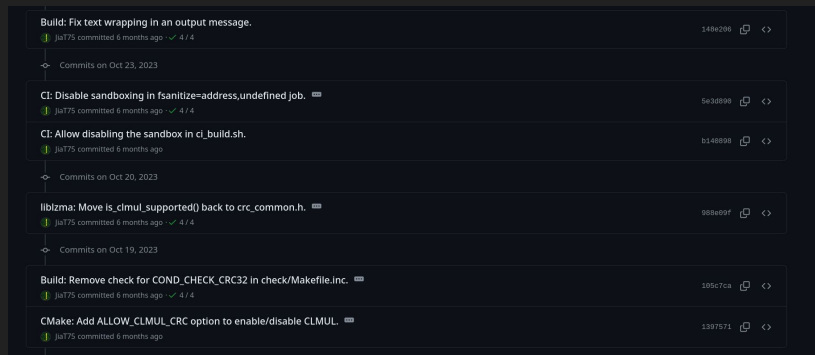 Build: Fix text wrapping in an output message.
JiaT75 committed 6 months ago · ✓ 4 / 4
148e206
Commits on Oct 23, 2023
CI: Disable sandboxing in fsanitize=address,undefined job.
JiaT75 committed 6 months ago · ✓ 4 / 4
5e3d890
CI: Allow disabling the sandbox in ci_build.sh.
JiaT75 committed 6 months ago
b140898
Commits on Oct 20, 2023
liblzma: Move is_clmul_supported() back to crc_common.h.
JiaT75 committed 6 months ago · ✓ 4 / 4
988e09f
Commits on Oct 19, 2023
Build: Remove check for COND_CHECK_CRC32 in check/Makefile.inc.
JiaT75 committed 6 months ago · ✓ 4 / 4
105c7ca
CMake: Add ALLOW_CLMUL_CRC option to enable/disable CLMUL.
JiaT75 committed 6 months ago
1397571